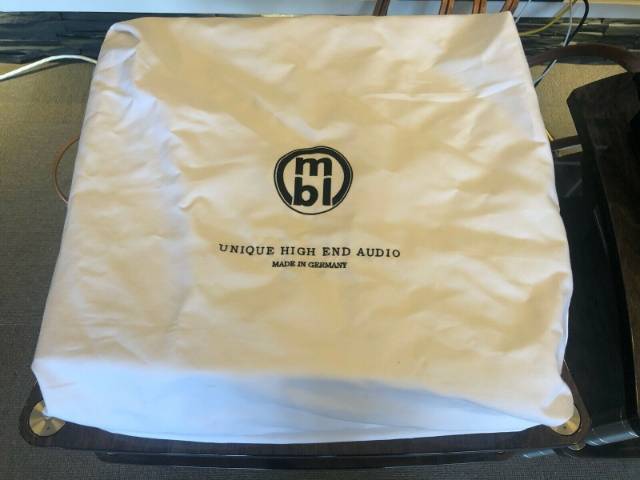 mbl
UNIQUE HIGH END AUDIO
MADE IN GERMANY